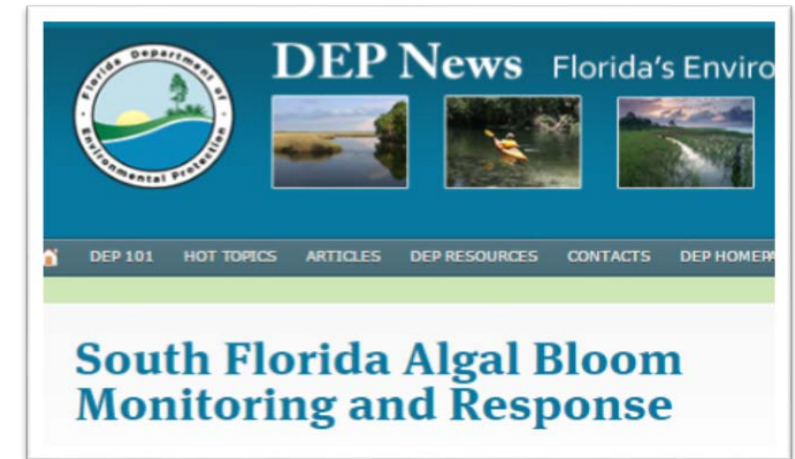 Florida Department of Environmental Protection
DEP News Florida's Enviro
DEP 101 HOT TOPICS ARTICLES DEP RESOURCES CONTACTS DEP HOMEPA
South Florida Algal Bloom
Monitoring and Response